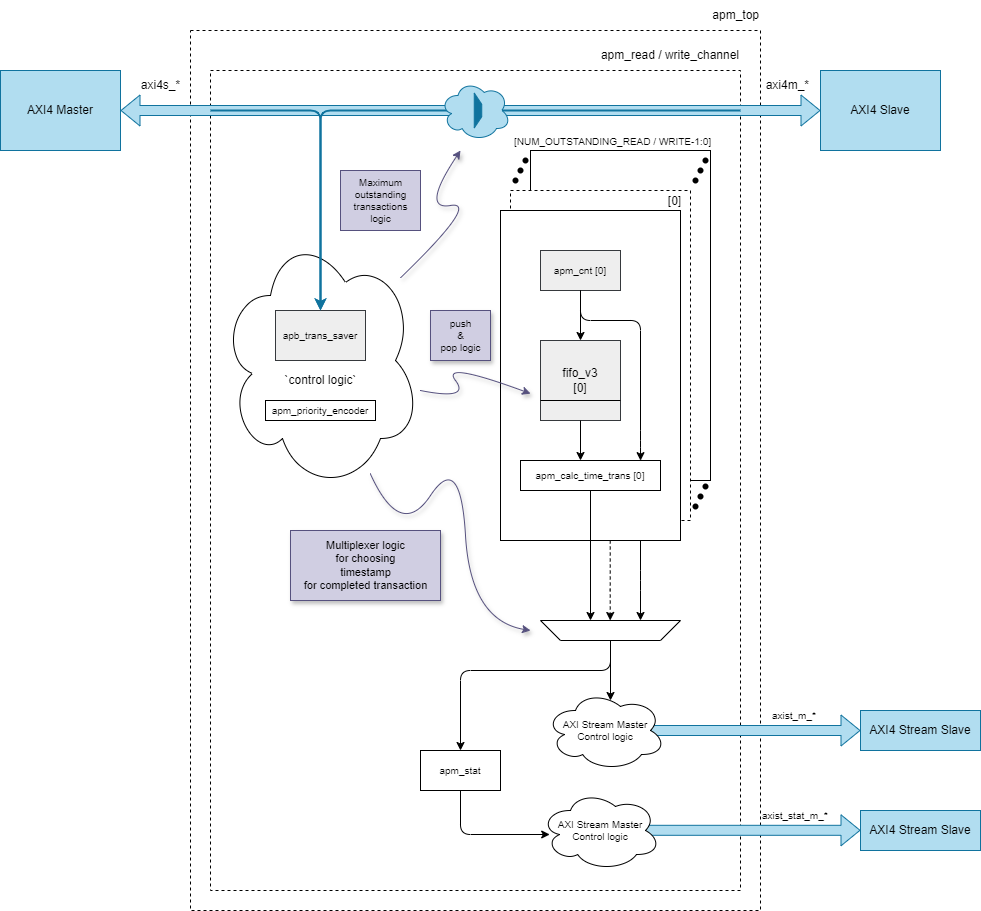 apm_top
apm_read / write_channel
AXI4 Master
axi4s_*
axi4m_*
AXI4 Slave
[NUM_OUTSTANDING_READ / WRITE-1:0]
Maximum
outstanding
transactions
logic
[0]
apm_cnt [0]
apb_trans_saver
push
&
pop logic
`control logic`
fifo_v3
[0]
apm_priority_encoder
apm_calc_time_trans [0]
Multiplexer logic
for choosing
timestamp
for completed transaction
AXI Stream Master
Control logic
axist_m_*
AXI4 Stream Slave
apm_stat
AXI Stream Master
Control logic
axist_stat_m_*
AXI4 Stream Slave